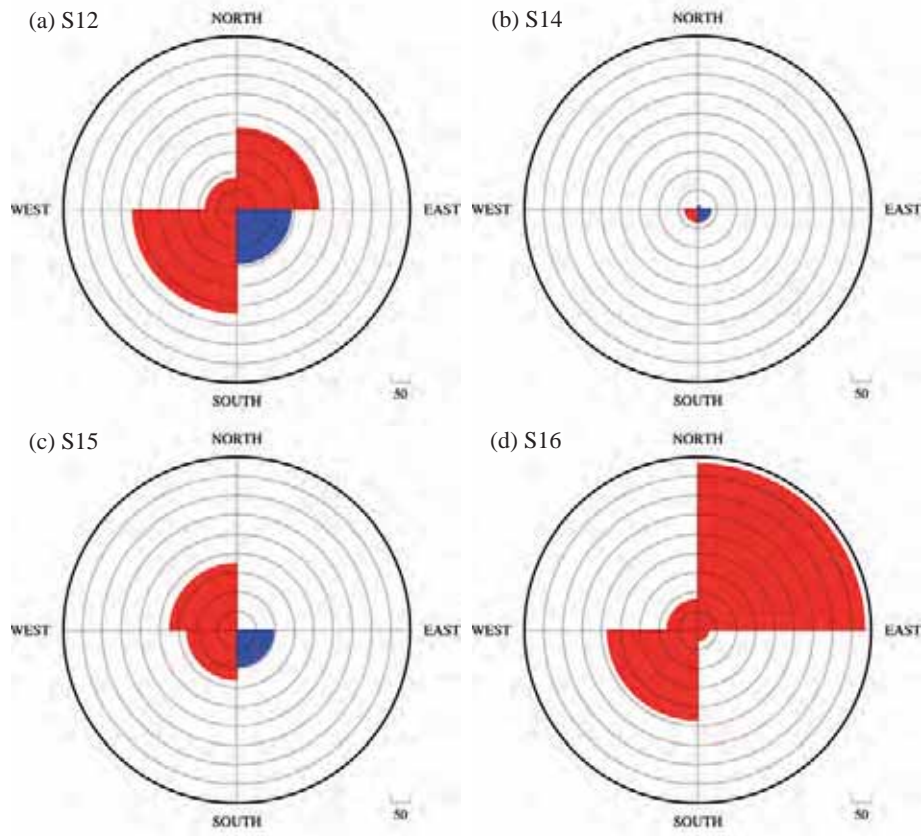 (a) S12
NORTH
WEST
EAST
SOUTH
50
(b) S14
NORTH
WEST
EAST
SOUTH
50
(c) S15
NORTH
WEST
EAST
SOUTH
50
(d) S16
NORTH
WEST
EAST
SOUTH
50